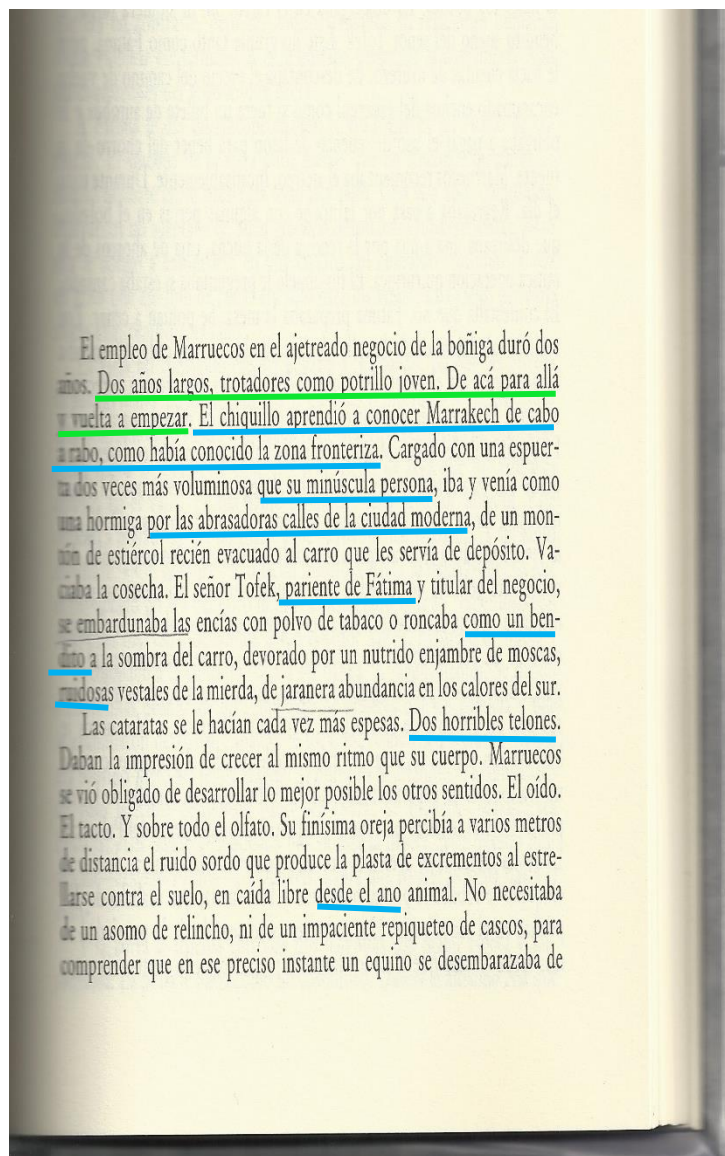 El empleo de Marruecos en el ajetreado negocio de la boñiga duró dos
años. Dos años largos, trotadores como potrillo joven. De acá para allá
y vuelta a empezar. El chiquillo aprendió a conocer Marrakech de cabo
a rabo, como había conocido la zona fronteriza. Cargado con una espuer-
ta dos veces más voluminosa que su minúscula persona, iba y venía como
una hormiga por las abrasadoras calles de la ciudad moderna, de un mon-
tón de estiércol recién evacuado al carro que les servía de depósito. Va-
ciaba la cosecha. El señor Tofek, pariente de Fátima y titular del negocio,
se embardunaba las encías con polvo de tabaco o roncaba como un ben-
dito a la sombra del carro, devorado por un nutrido enjambre de moscas,
ruidosas vestales de la mierda, de jaranera abundancia en los calores del sur.
Las cataratas se le hacían cada vez más espesas. Dos horribles telones.
Daban la impresión de crecer al mismo ritmo que su cuerpo. Marruecos
se vió obligado de desarrollar lo mejor posible los otros sentidos. El oído.
El tacto. Y sobre todo el olfato. Su finísima oreja percibía a varios metros
de distancia el ruido sordo que produce la plasta de excrementos al estre-
llarse contra el suelo, en caída libre desde el ano animal. No necesitaba
de un asomo de relincho, ni de un impaciente repiqueteo de cascos, para
comprender que en ese preciso instante un equino se desembarazaba de